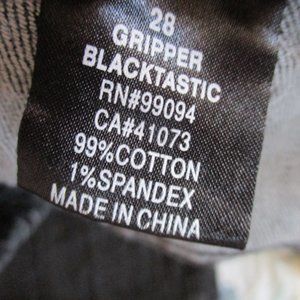 28
GRIPPER
BLACKTASTIC
RN#99094
CA#41073
99%COTTON
1%SPANDEX
MADE IN CHINA